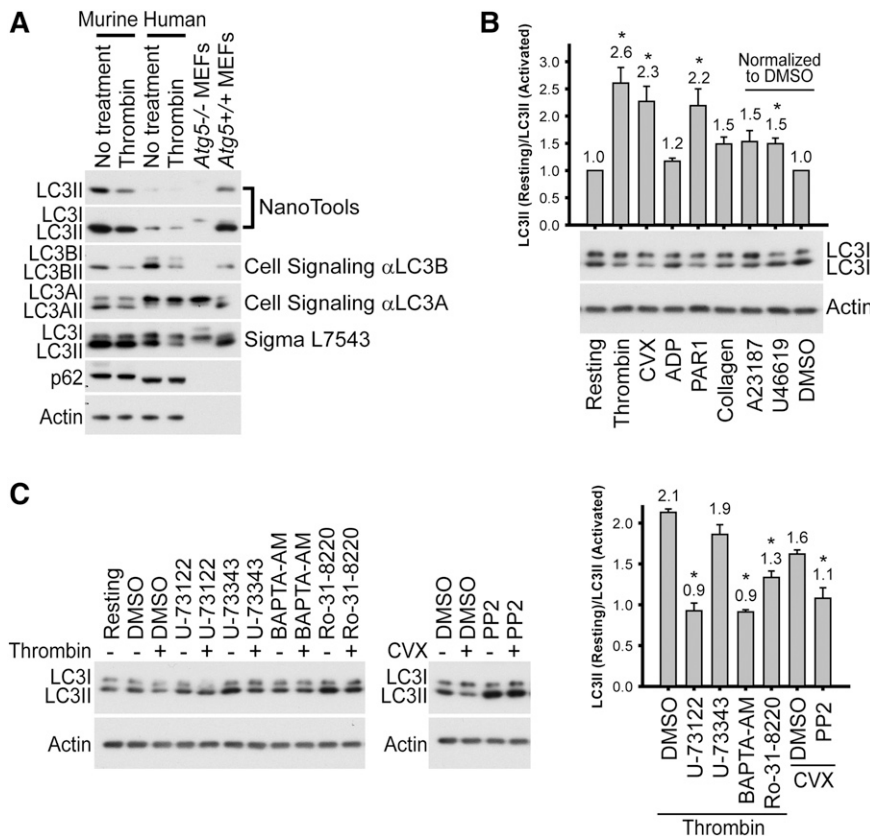 A
Murine Human
No treatment
Thrombin
No treatment
Thrombin
Atg5-/- MEFs
Atg5+/+ MEFs
LC3II
LC3I
LC3II
NanoTools
LC3BI
LC3BII
Cell Signaling αLC3B
LC3AI
LC3AII
Cell Signaling αLC3A
LC3I
LC3II
Sigma L7543
p62
Actin
B
LC3II (Resting)/LC3II (Activated)
3.0
2.5
2.0
1.5
1.0
0.5
0.0
Normalized
to DMSO
1.0
*
2.6
*
2.3
1.2
*
2.2
1.5
1.5
*
1.5
1.0
LC3I
LC3I
Actin
Resting
Thrombin
CVX
ADP
PAR1
Collagen
A23187
U46619
DMSO
C
Resting
DMSO
DMSO
U-73122
U-73122
U-73343
U-73343
BAPTA-AM
BAPTA-AM
Ro-31-8220
Ro-31-8220
Thrombin - - + - + - + - + - +
LC3I
LC3II
Actin
DMSO
DMSO
PP2
PP2
CVX - + - +
LC3I
LC3II
Actin
LC3II (Resting)/LC3II (Activated)
2.0
1.5
1.0
0.5
0.0
2.1
*
0.9
1.9
*
0.9
*
1.3
1.6
*
1.1
DMSO
U-73122
U-73343
BAPTA-AM
Ro-31-8220
DMSO
PP2
CVX
Thrombin